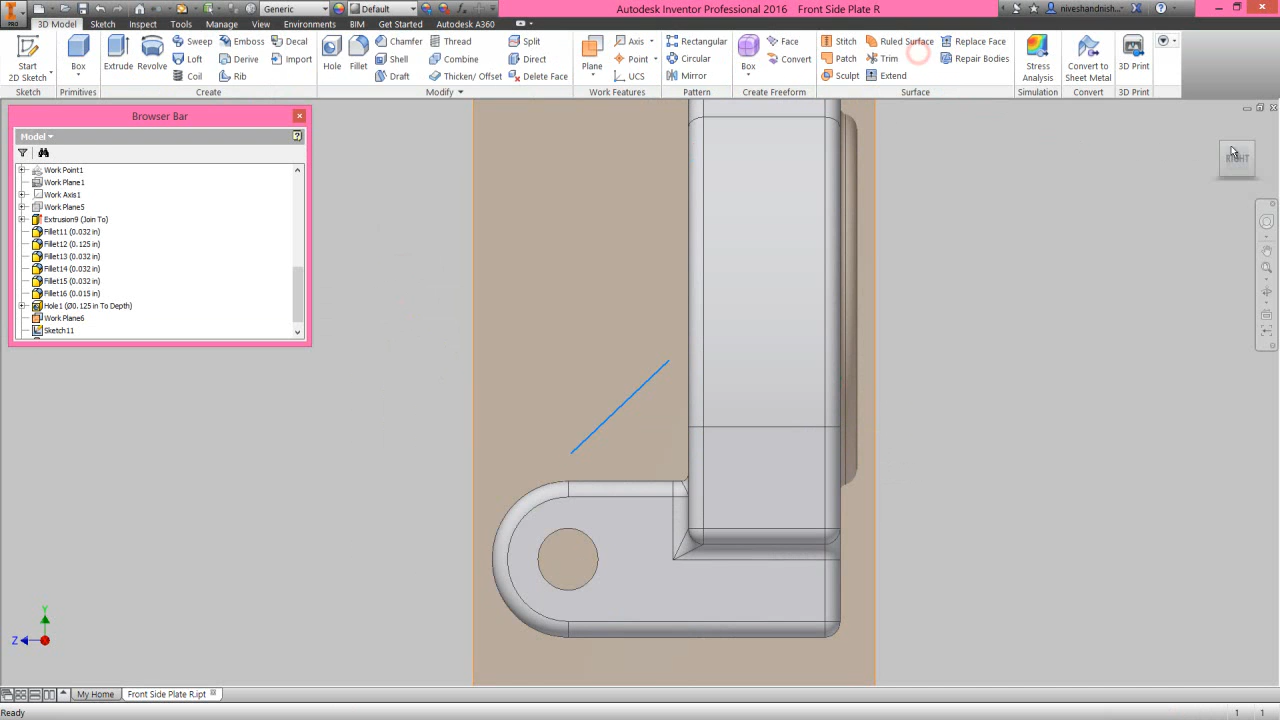 PRO
Generic
Default
Autodesk Inventor Professional 2016 Front Side Plate R
niveshandnish...
3D Model Sketch Inspect Tools Manage View Environments BIM Get Started Autodesk A360
Start
2D Sketch
Box
Extrude
Revolve
Sweep
Emboss
Decal
Loft
Derive
Import
Coil
Rib
Hole
Fillet
Chamfer
Thread
Split
Shell
Combine
Direct
Draft
Thicken/ Offset
Delete Face
Plane
Axis
Point
UCS
Rectangular
Circular
Mirror
Box
Face
Convert
Stitch
Ruled Surface
Replace Face
Patch
Trim
Repair Bodies
Sculpt
Extend
Stress
Analysis
Convert to
Sheet Metal
3D Print
Sketch Primitives Create Modify Work Features Pattern Create Freeform Surface Simulation Convert 3D Print
Browser Bar
Model
Work Point1
Work Plane1
Work Axis1
Work Plane5
Extrusion9 (Join To)
Fillet11 (0.032 in)
Fillet12 (0.125 in)
Fillet13 (0.032 in)
Fillet14 (0.032 in)
Fillet15 (0.032 in)
Fillet16 (0.015 in)
Hole1 (Ø0.125 in To Depth)
Work Plane6
Sketch11
RIGHT
Y
Z
My Home Front Side Plate R.ipt
Ready 1 1